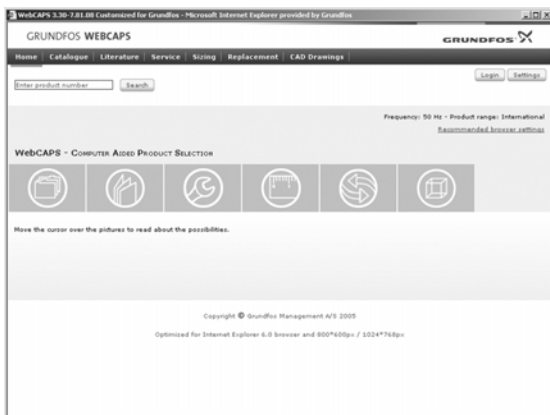 WebCAPS 3.30-7.81.08 Customized for Grundfos - Microsoft Internet Explorer provided by Grundfos
GRUNDFOS WEBCAPS
GRUNDFOS
Home Catalogue Literature Service Sizing Replacement CAD Drawings
Login Settings
Enter product number Search
Frequency: 50 Hz - Product range: International
Recommended browser settings
WebCAPS - Computer Aided Product Selection
Move the cursor over the pictures to read about the possibilities.
Copyright © Grundfos Management A/S 2005
Optimized for Internet Explorer 6.0 browser and 800*600px / 1024*768px